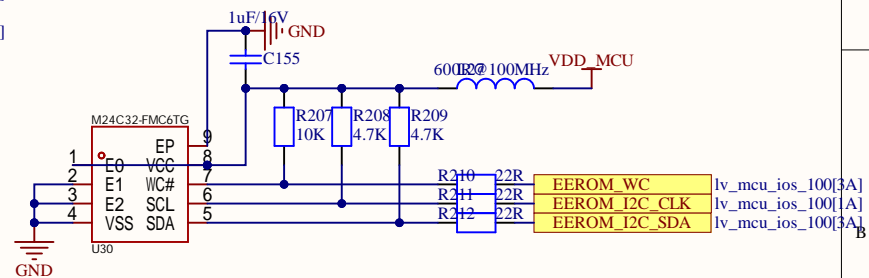 ]
]
1uF/16V
GND
C155
VDD_MCU
M24C32-FMC6TG
R207
10K
R208
4.7K
R209
4.7K
EP 9
1 E0 VCC 8
2 E1 WC# 7
3 E2 SCL 6
4 VSS SDA 5
U30
GND
R210 22R EEROM_WC lv_mcu_ios_100[3A]
R211 22R EEROM_I2C_CLK lv_mcu_ios_100[1A]
R212 22R EEROM_I2C_SDA lv_mcu_ios_100[3A]
B